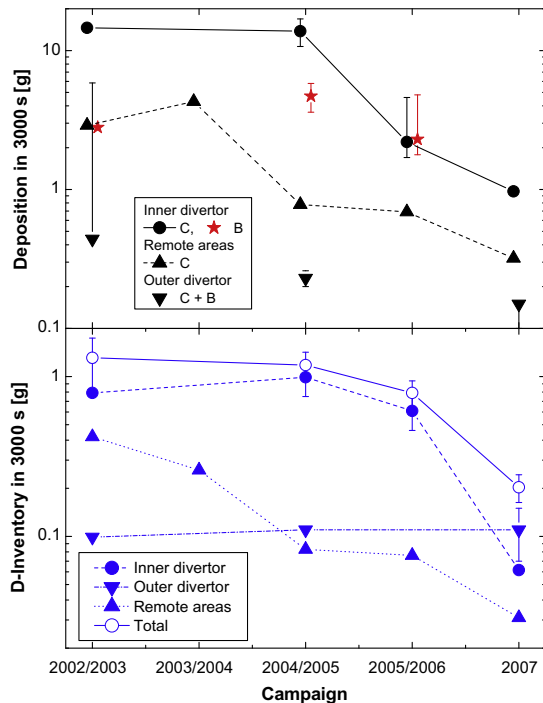 Deposition in 3000 s [g]
10
1
0.1
Inner divertor
C, B
Remote areas
C
Outer divertor
C + B
D-Inventory in 3000 s [g]
1
0.1
Inner divertor
Outer divertor
Remote areas
Total
2002/2003 2003/2004 2004/2005 2005/2006 2007
Campaign